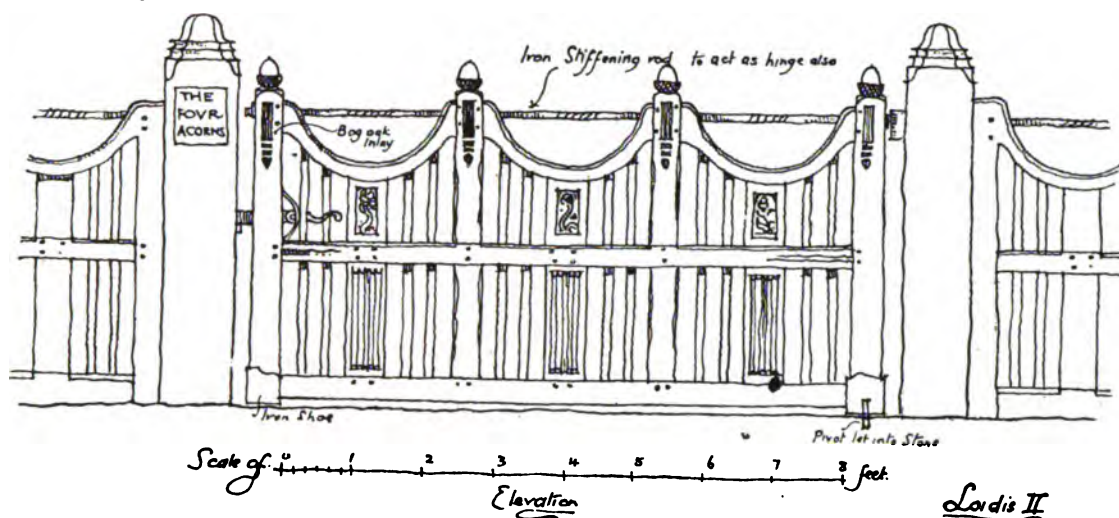 Iron Stiffening rod to act as hinge also
THE
FOVR
ACORNS
Bog oak
Inlay
Iron Shoe
Pivot let into Stone
Scale of 0 1 2 3 4 5 6 7 8 feet.
Elevation
Loidis II